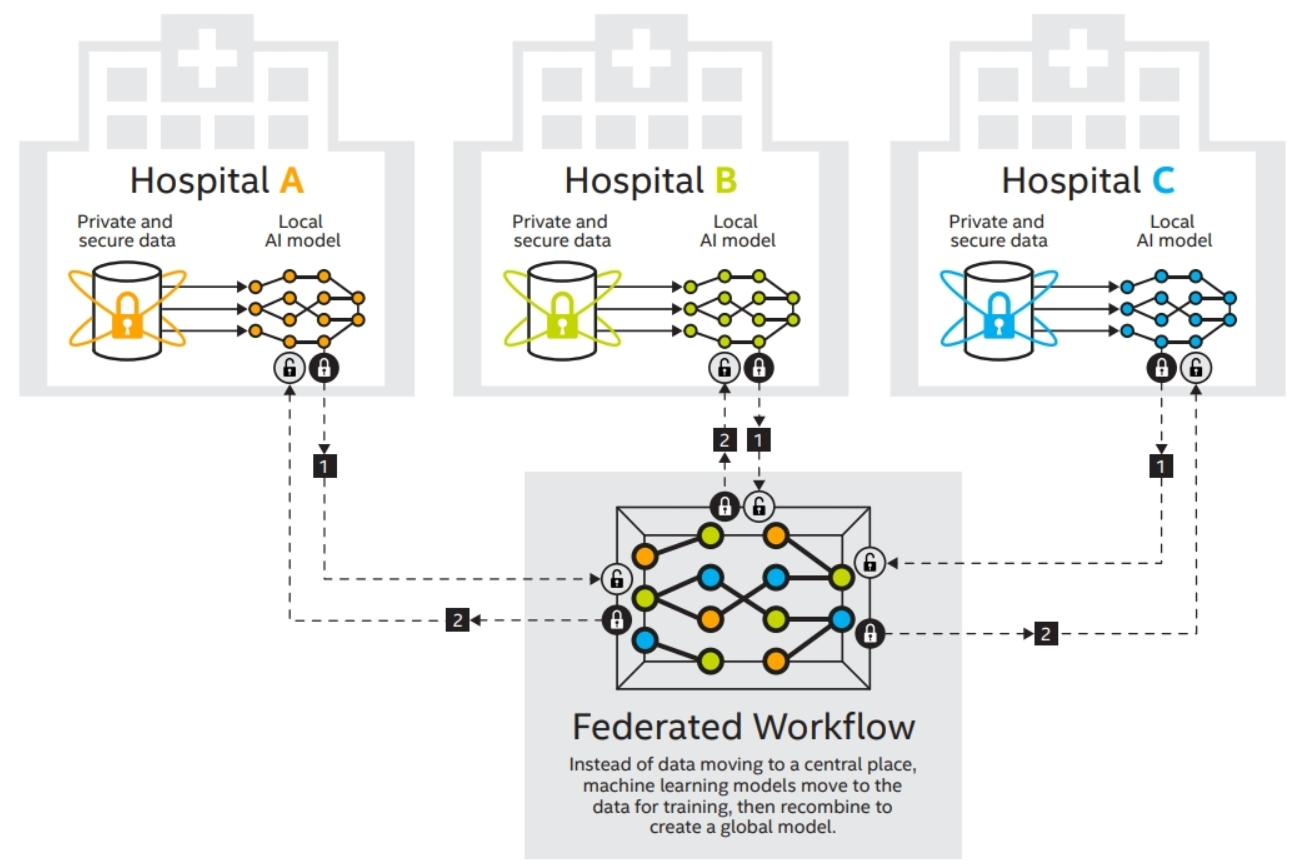 Hospital A
Private and
secure data
Local
AI model
Hospital B
Private and
secure data
Local
AI model
Hospital C
Private and
secure data
Local
AI model
1
2
1
1
2
2
Federated Workflow
Instead of data moving to a central place,
machine learning models move to the
data for training, then recombine to
create a global model.